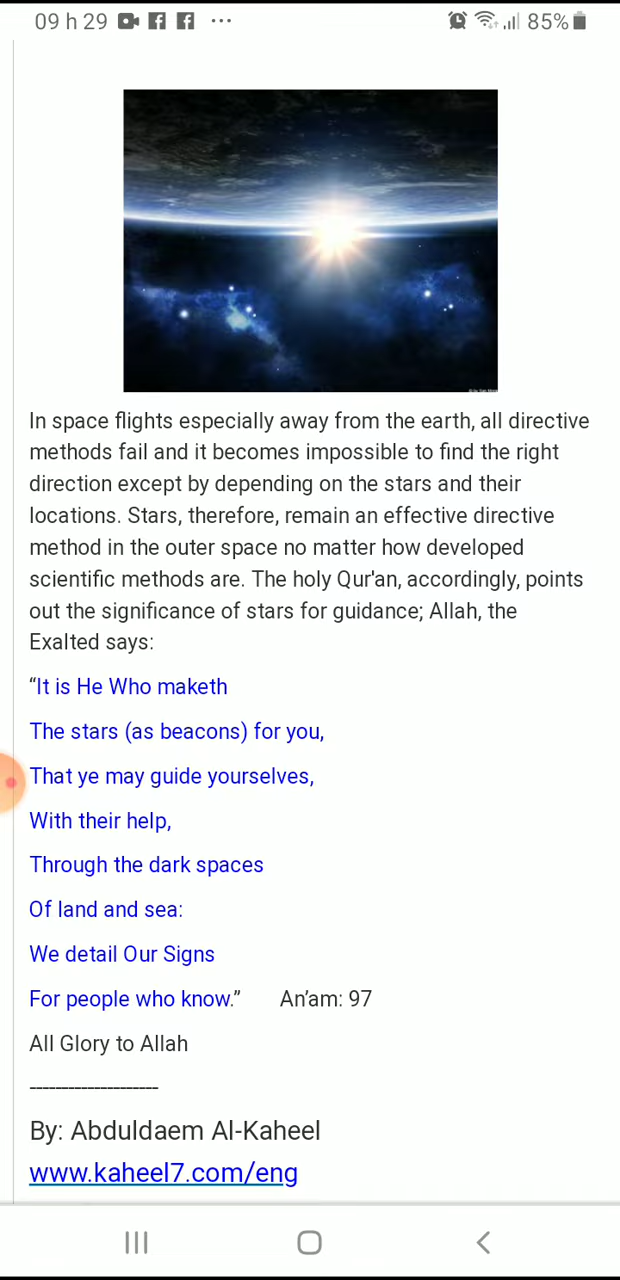 09 h 29 ... 85%
In space flights especially away from the earth, all directive
methods fail and it becomes impossible to find the right
direction except by depending on the stars and their
locations. Stars, therefore, remain an effective directive
method in the outer space no matter how developed
scientific methods are. The holy Qur'an, accordingly, points
out the significance of stars for guidance; Allah, the
Exalted says:
“It is He Who maketh
The stars (as beacons) for you,
That ye may guide yourselves,
With their help,
Through the dark spaces
Of land and sea:
We detail Our Signs
For people who know.” An’am: 97
All Glory to Allah
--------------------
By: Abduldaem Al-Kaheel
www.kaheel7.com/eng